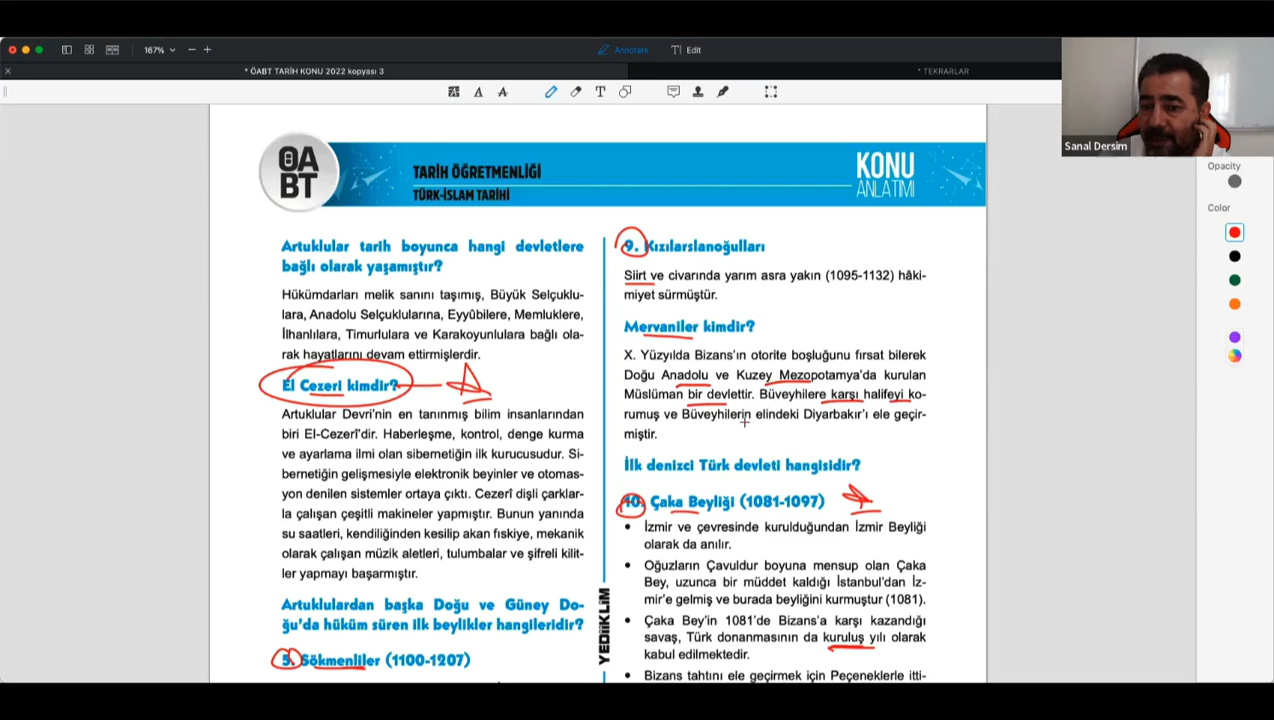 167%
Annotate
Edit
* ÖABT TARİH KONU 2022 kopyası 3
* TEKRARLAR
Sanal Dersim
Opacity
Color
ÖA
BT
TARİH ÖĞRETMENLİĞİ
TÜRK-İSLAM TARİHİ
KONU
ANLATIMI
Artuklular tarih boyunca hangi devletlere
bağlı olarak yaşamıştır?
Hükümdarları melik sanını taşımış, Büyük Selçuklu-
lara, Anadolu Selçuklularına, Eyyûbilere, Memluklere,
İlhanlılara, Timurlulara ve Karakoyunlulara bağlı ola-
rak hayatlarını devam ettirmişlerdir.
El Cezeri kimdir?
Artuklular Devri'nin en tanınmış bilim insanlarından
biri El-Cezerî'dir. Haberleşme, kontrol, denge kurma
ve ayarlama ilmi olan sibernetiğin ilk kurucusudur. Si-
bernetiğin gelişmesiyle elektronik beyinler ve otomas-
yon denilen sistemler ortaya çıktı. Cezerî dişli çarklar-
la çalışan çeşitli makineler yapmıştır. Bunun yanında
su saatleri, kendiliğinden kesilip akan fıskiye, mekanik
olarak çalışan müzik aletleri, tulumbalar ve şifreli kilit-
ler yapmayı başarmıştır.
Artuklulardan başka Doğu ve Güney Do-
ğu'da hüküm süren ilk beylikler hangileridir?
5. Sökmenliler (1100-1207)
YEDİİKLİM
9. Kızılarslanoğulları
Siirt ve civarında yarım asra yakın (1095-1132) hâki-
miyet sürmüştür.
Mervaniler kimdir?
X. Yüzyılda Bizans'ın otorite boşluğunu fırsat bilerek
Doğu Anadolu ve Kuzey Mezopotamya'da kurulan
Müslüman bir devlettir. Büveyhilere karşı halifeyi ko-
rumuş ve Büveyhilerin elindeki Diyarbakır'ı ele geçir-
miştir.
İlk denizci Türk devleti hangisidir?
10. Çaka Beyliği (1081-1097)
• İzmir ve çevresinde kurulduğundan İzmir Beyliği
olarak da anılır.
• Oğuzların Çavuldur boyuna mensup olan Çaka
Bey, uzunca bir müddet kaldığı İstanbul'dan İz-
mir'e gelmiş ve burada beyliğini kurmuştur (1081).
• Çaka Bey'in 1081'de Bizans'a karşı kazandığı
savaş, Türk donanmasının da kuruluş yılı olarak
kabul edilmektedir.
• Bizans tahtını ele geçirmek için Peçeneklerle itti-